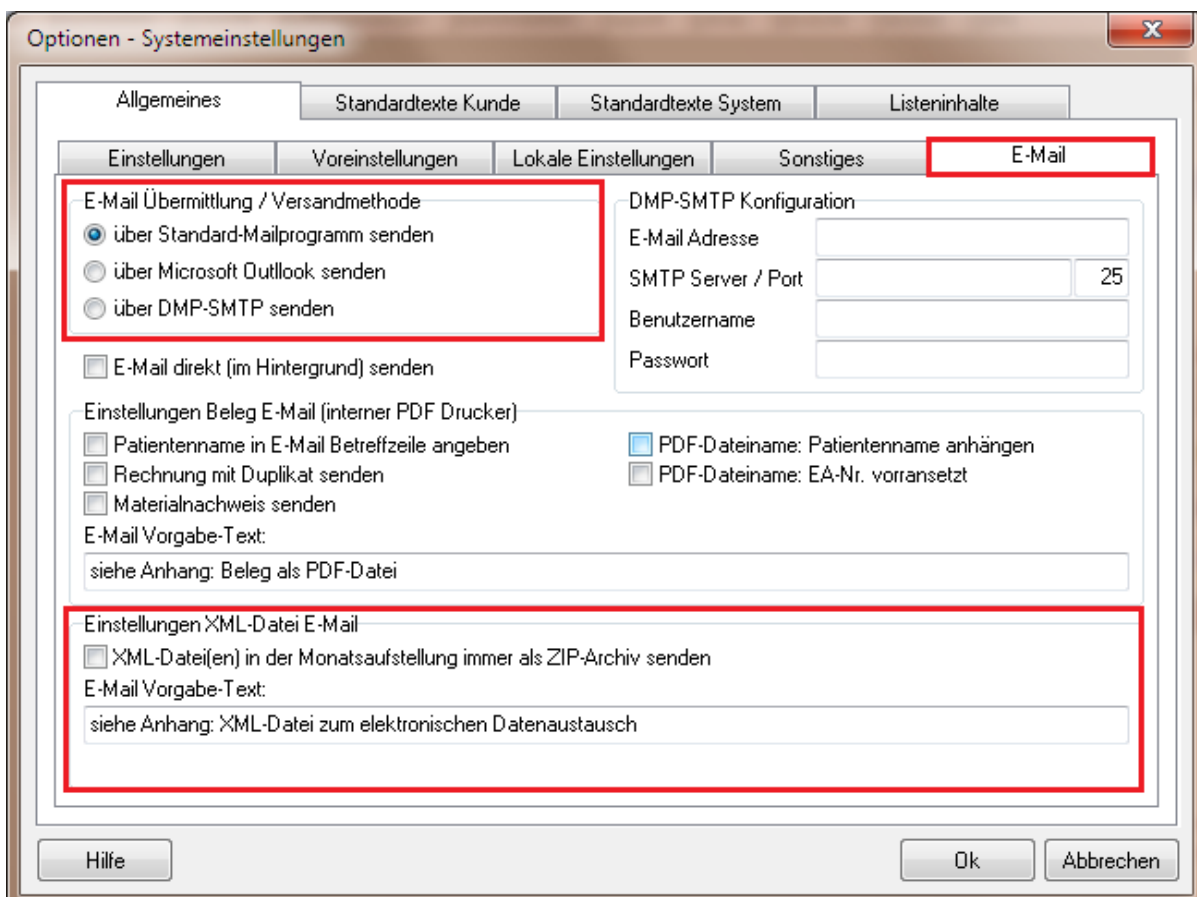 Optionen - Systemeinstellungen
x
Allgemeines
Standardtexte Kunde
Standardtexte System
Listeninhalte
Einstellungen
Voreinstellungen
Lokale Einstellungen
Sonstiges
E-Mail
E-Mail Übermittlung / Versandmethode
über Standard-Mailprogramm senden
über Microsoft Outllook senden
über DMP-SMTP senden
E-Mail direkt (im Hintergrund) senden
DMP-SMTP Konfiguration
E-Mail Adresse
SMTP Server / Port 25
Benutzername
Passwort
Einstellungen Beleg E-Mail (interner PDF Drucker)
Patientenname in E-Mail Betreffzeile angeben
Rechnung mit Duplikat senden
Materialnachweis senden
PDF-Dateiname: Patientenname anhängen
PDF-Dateiname: EA-Nr. vorransetzt
E-Mail Vorgabe-Text:
siehe Anhang: Beleg als PDF-Datei
Einstellungen XML-Datei E-Mail
XML-Datei(en) in der Monatsaufstellung immer als ZIP-Archiv senden
E-Mail Vorgabe-Text:
siehe Anhang: XML-Datei zum elektronischen Datenaustausch
Hilfe
Ok
Abbrechen